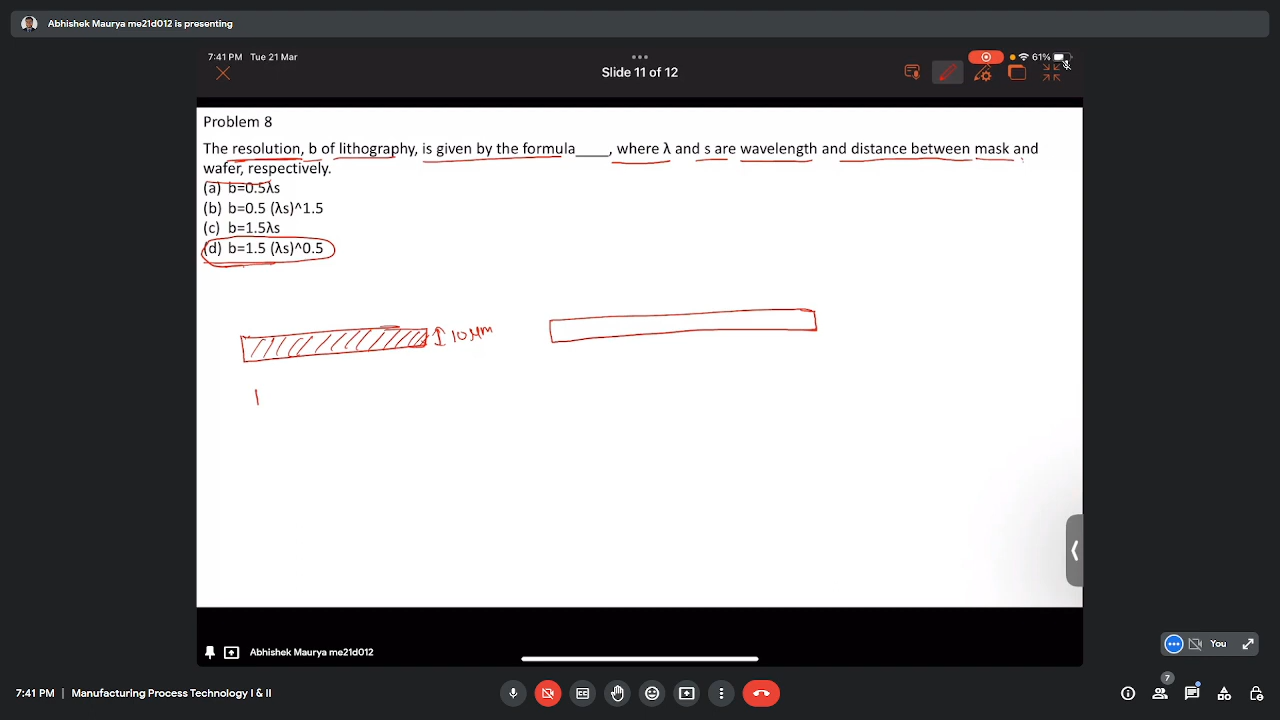 Abhishek Maurya me21d012 is presenting
7:41 PM Tue 21 Mar
61%
Slide 11 of 12
Problem 8
The resolution, b of lithography, is given by the formula____, where λ and s are wavelength and distance between mask and
wafer, respectively.
(a) b=0.5λs
(b) b=0.5 (λs)^1.5
(c) b=1.5λs
(d) b=1.5 (λs)^0.5
10 μm
Abhishek Maurya me21d012
You
7:41 PM | Manufacturing Process Technology I & II
7